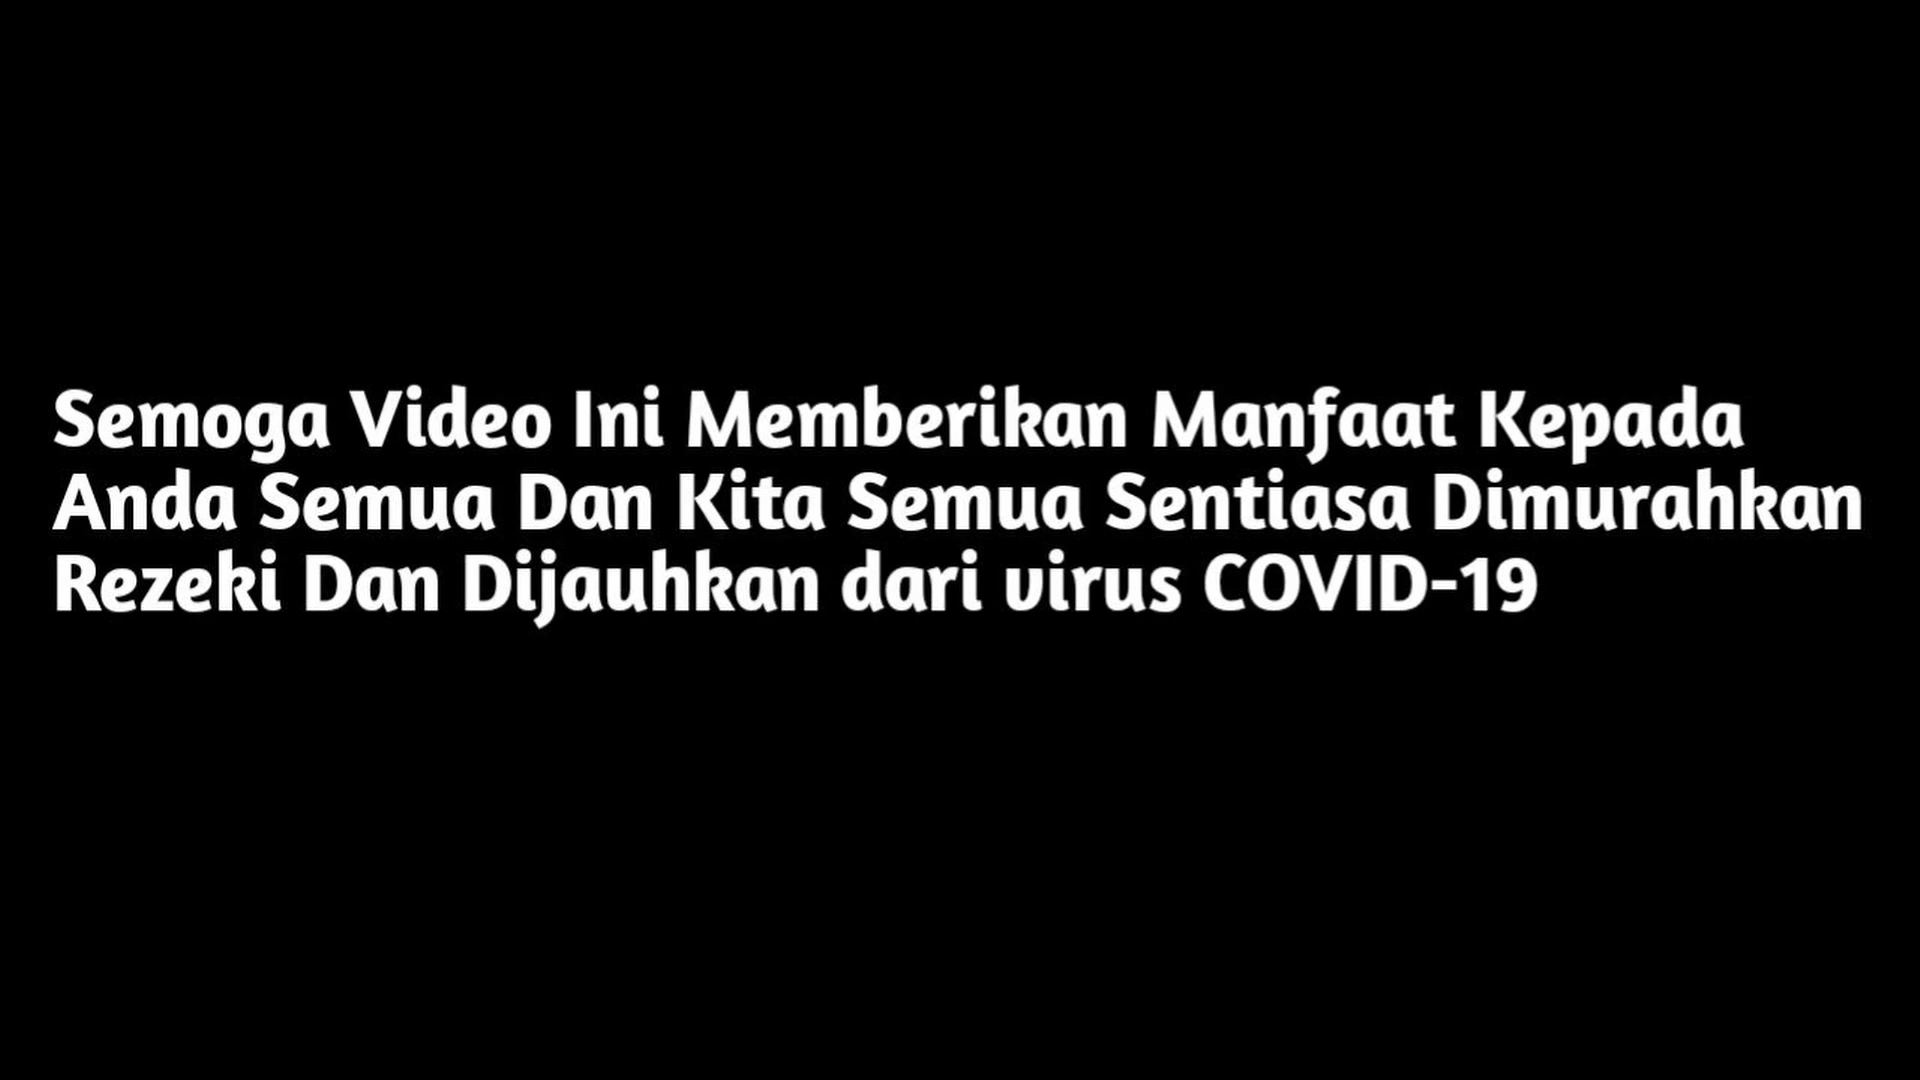 Semoga Video Ini Memberikan Manfaat Kepada
Anda Semua Dan Kita Semua Sentiasa Dimurahkan
Rezeki Dan Dijauhkan dari virus COVID-19